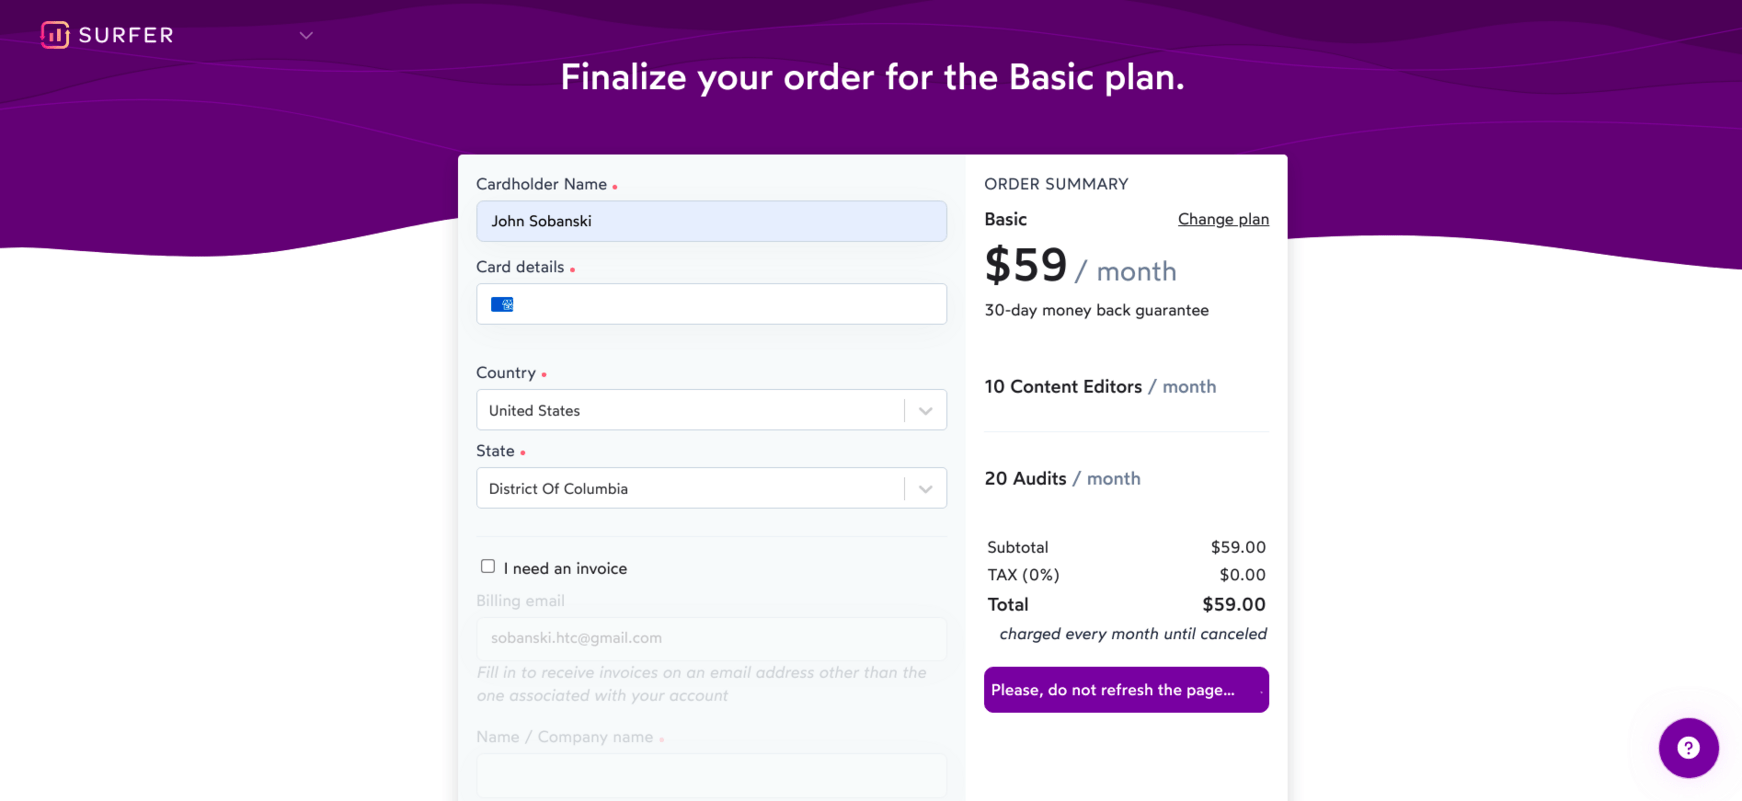 SURFER
Finalize your order for the Basic plan.
Cardholder Name
John Sobanski
Card details
Country
United States
State
District Of Columbia
I need an invoice
Billing email
sobanski.htc@gmail.com
Fill in to receive invoices on an email address other than the
one associated with your account
Name / Company name
ORDER SUMMARY
Basic
Change plan
$59 / month
30-day money back guarantee
10 Content Editors / month
20 Audits / month
Subtotal $59.00
TAX (0%) $0.00
Total $59.00
charged every month until canceled
Please, do not refresh the page...
?